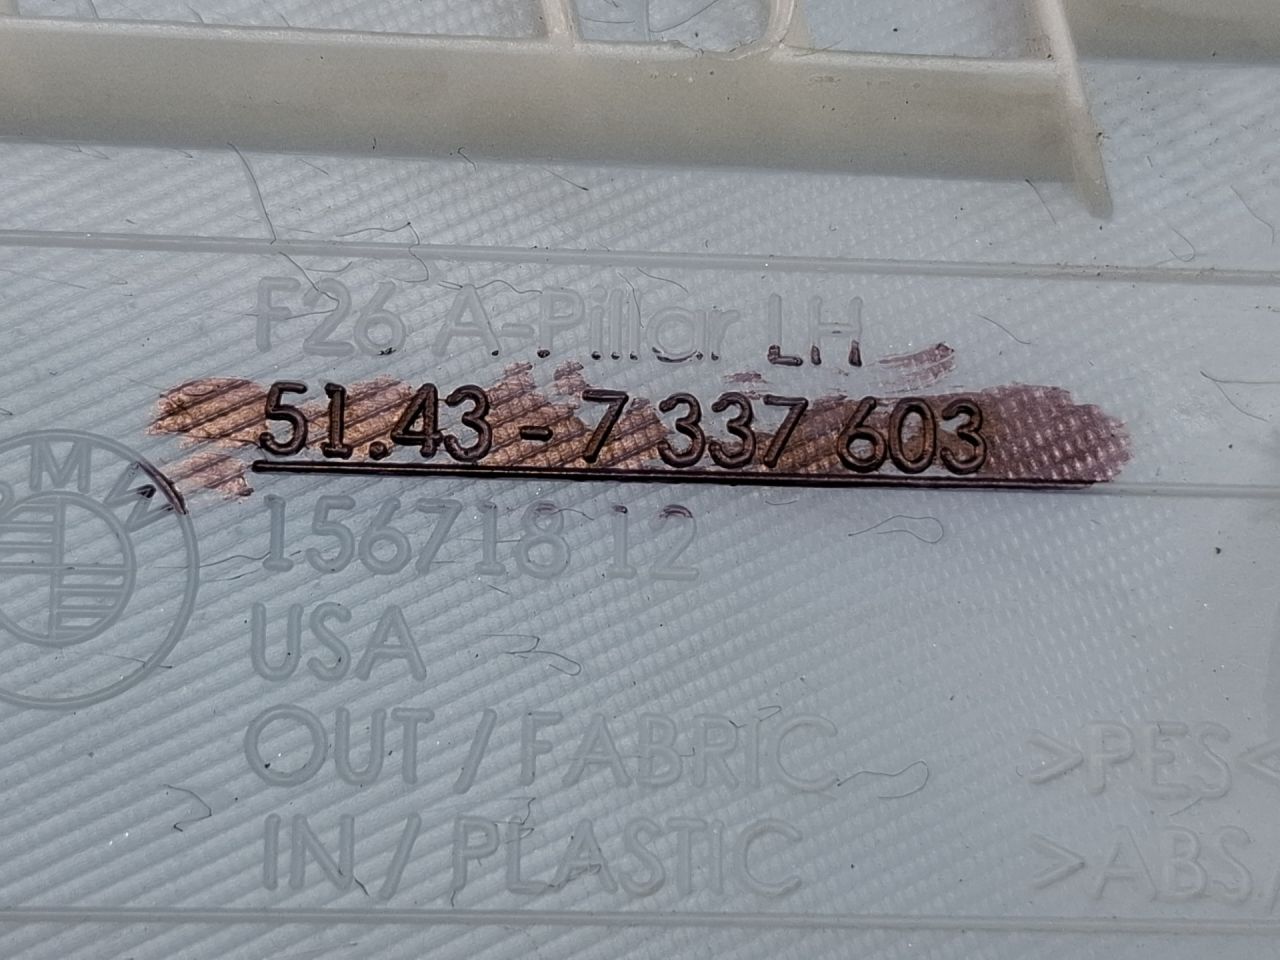 F26 A-Pillar LH
51.43 - 7 337 603
BMW
156718 12
USA
OUT / FABRIC >PES<
IN / PLASTIC >ABS